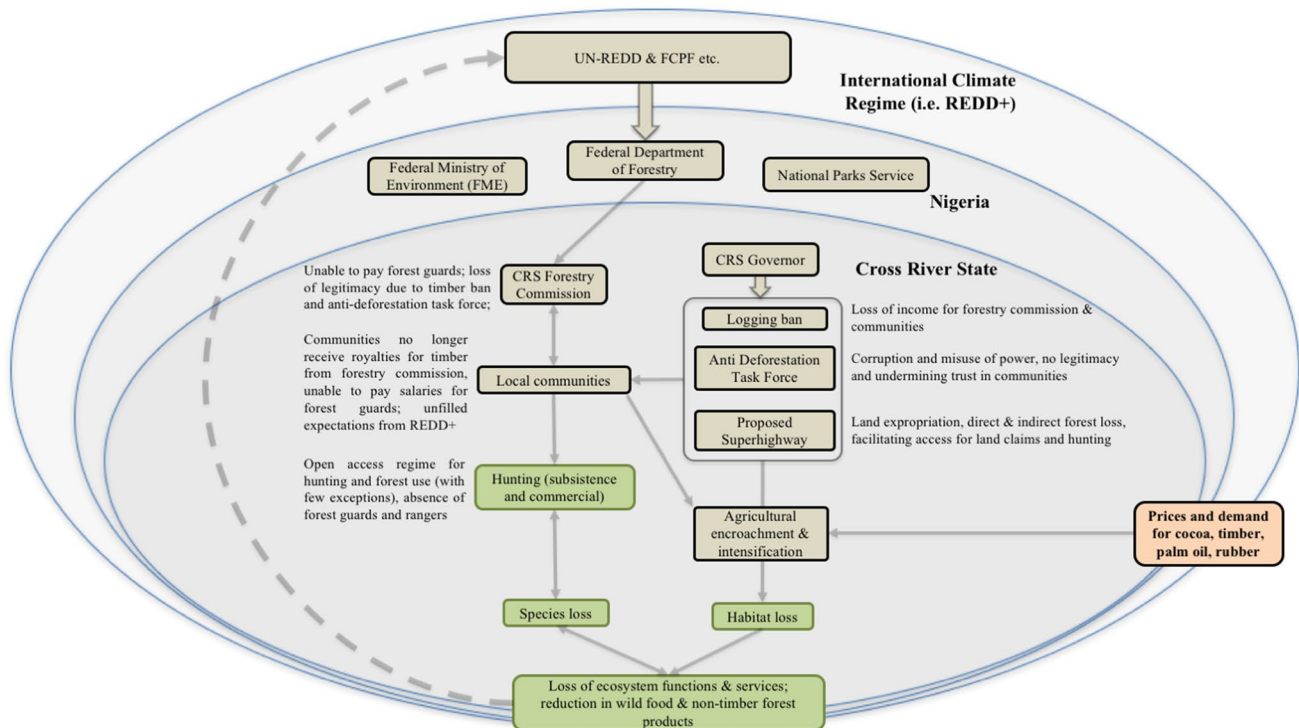 UN-REDD & FCPF etc.
International Climate
Regime (i.e. REDD+)
Federal Ministry of
Environment (FME)
Federal Department
of Forestry
National Parks Service
Nigeria
Unable to pay forest guards; loss
of legitimacy due to timber ban
and anti-deforestation task force;
CRS Forestry
Commission
CRS Governor
Cross River State
Logging ban
Loss of income for forestry commission &
communities
Communities no longer
receive royalties for timber
from forestry commission,
unable to pay salaries for
forest guards; unfilled
expectations from REDD+
Local communities
Anti Deforestation
Task Force
Corruption and misuse of power, no legitimacy
and undermining trust in communities
Proposed
Superhighway
Land expropriation, direct & indirect forest loss,
facilitating access for land claims and hunting
Open access regime for
hunting and forest use (with
few exceptions), absence of
forest guards and rangers
Hunting (subsistence
and commercial)
Agricultural
encroachment &
intensification
Prices and demand
for cocoa, timber,
palm oil, rubber
Species loss
Habitat loss
Loss of ecosystem functions & services;
reduction in wild food & non-timber forest
products